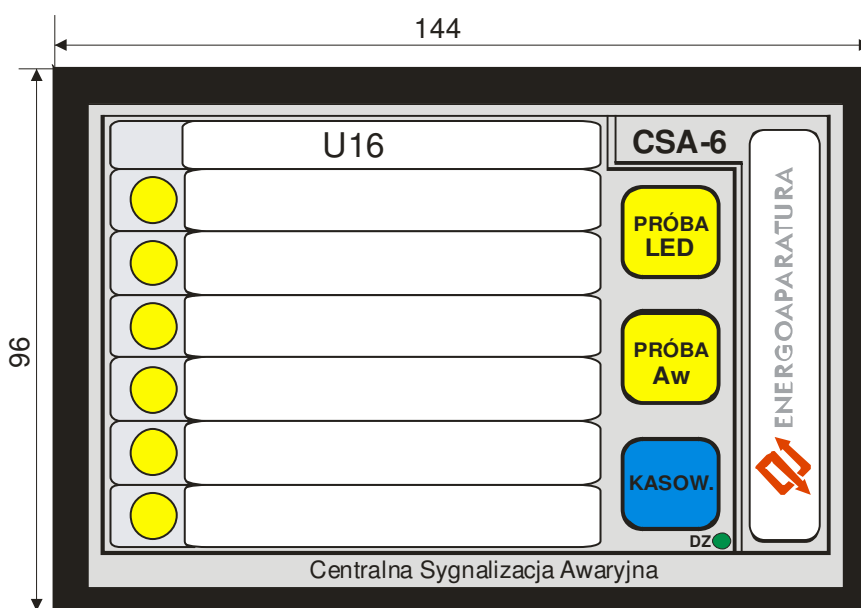 144
96
U16
CSA-6
PRÓBA
LED
PRÓBA
Aw
KASOW.
DZ
ENERGOAPARATURA
Centralna Sygnalizacja Awaryjna